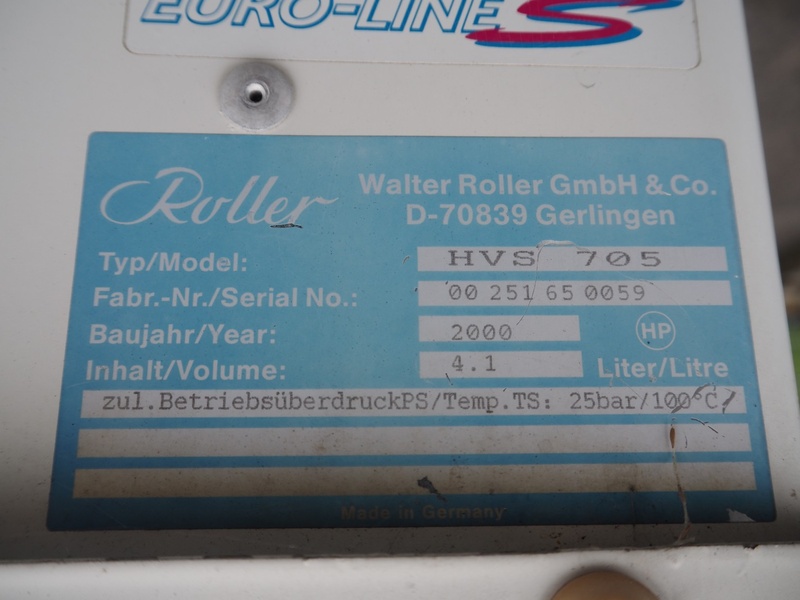 EURO-LINE S
Roller
Walter Roller GmbH & Co.
D-70839 Gerlingen
Typ/Model: HVS 705
Fabr.-Nr./Serial No.: 00 251 65 0059
Baujahr/Year: 2000 HP
Inhalt/Volume: 4.1 Liter/Litre
zul.BetriebsüberdruckPS/Temp.TS: 25bar/100°C/
Made in Germany